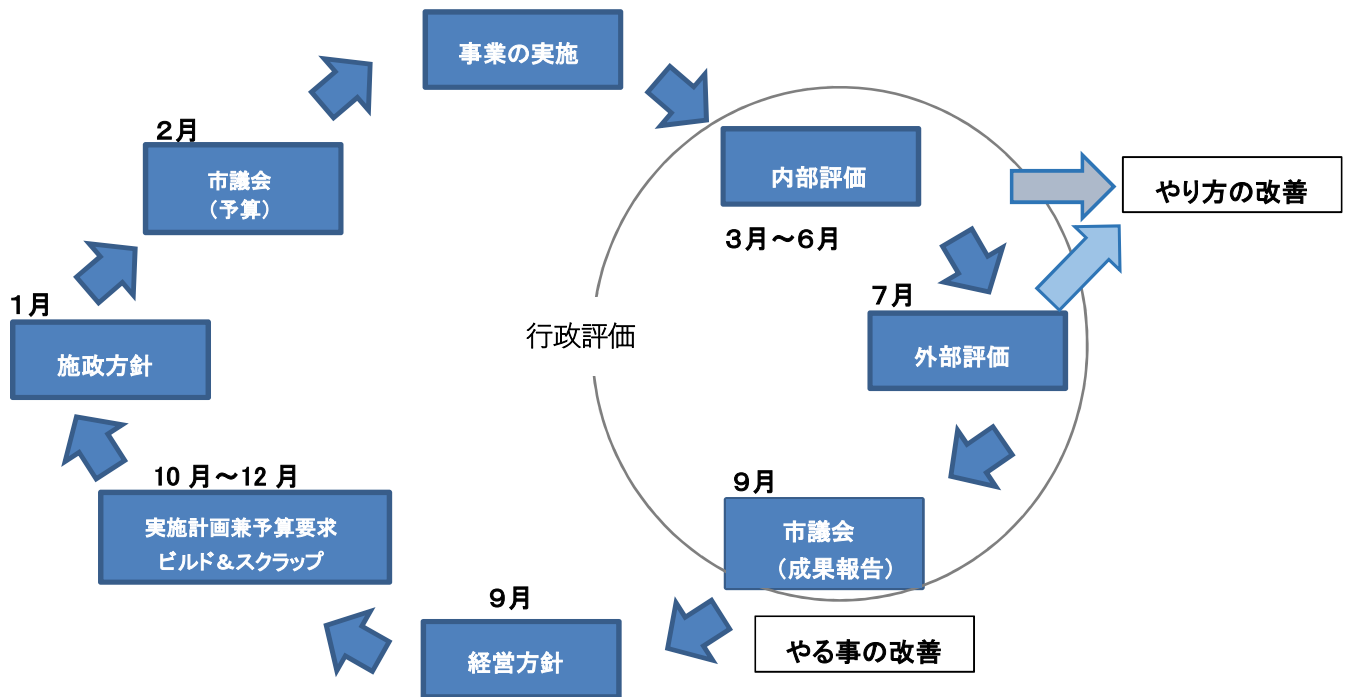 事業の実施
2月
市議会
（予算）
内部評価
3月～6月
やり方の改善
1月
施政方針
行政評価
7月
外部評価
10月～12月
実施計画兼予算要求
ビルド＆スクラップ
9月
市議会
（成果報告）
9月
経営方針
やる事の改善